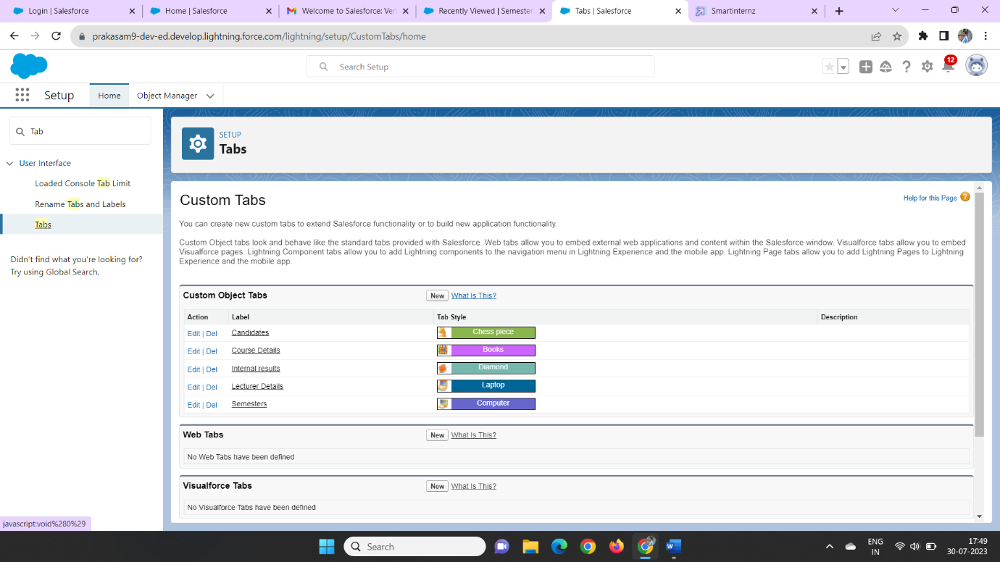 Login | Salesforce
Home | Salesforce
Welcome to Salesforce: Ver
Recently Viewed | Semester
Tabs | Salesforce
Smartinternz
prakasam9-dev-ed.develop.lightning.force.com/lightning/setup/CustomTabs/home
Search Setup
12
Setup
Home
Object Manager
Tab
User Interface
Loaded Console Tab Limit
Rename Tabs and Labels
Tabs
Didn't find what you're looking for?
Try using Global Search.
SETUP
Tabs
Custom Tabs
Help for this Page
You can create new custom tabs to extend Salesforce functionality or to build new application functionality.
Custom Object tabs look and behave like the standard tabs provided with Salesforce. Web tabs allow you to embed external web applications and content within the Salesforce window. Visualforce tabs allow you to embed
Visualforce pages. Lightning Component tabs allow you to add Lightning components to the navigation menu in Lightning Experience and the mobile app. Lightning Page tabs allow you to add Lightning Pages to Lightning
Experience and the mobile app.
Custom Object Tabs New What Is This?
Action Label Tab Style Description
Edit | Del Candidates Chess piece
Edit | Del Course Details Books
Edit | Del Internal results Diamond
Edit | Del Lecturer Details Laptop
Edit | Del Semesters Computer
Web Tabs New What Is This?
No Web Tabs have been defined
Visualforce Tabs New What Is This?
No Visualforce Tabs have been defined
javascript:void%280%29
Search
ENG
IN
17:49
30-07-2023